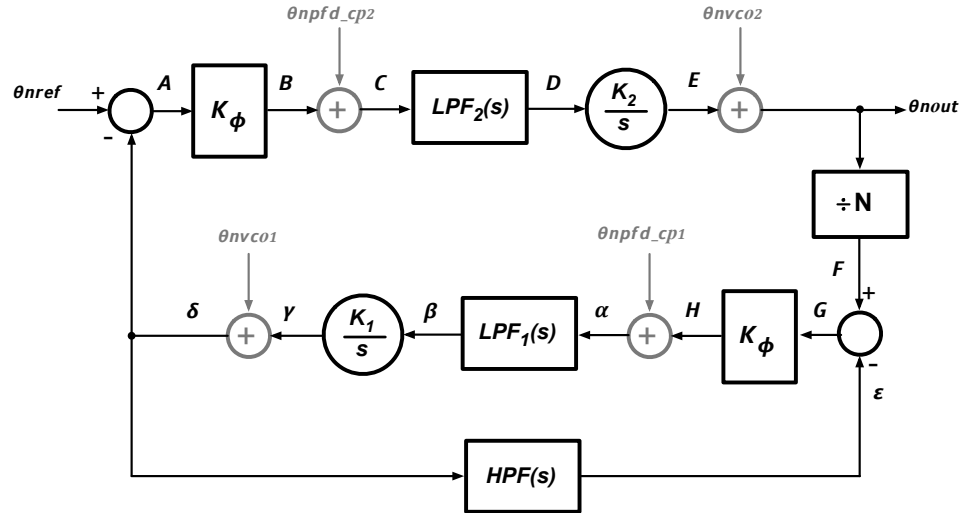 θnpfd_cp2
θnvco2
θnref
+
A
Kϕ
B
+
C
LPF2(s)
D
K2
s
E
+
θnout
-
÷N
θnvco1
θnpfd_cp1
F
+
δ
+
γ
K1
s
β
LPF1(s)
α
+
H
Kϕ
G
-
ε
HPF(s)